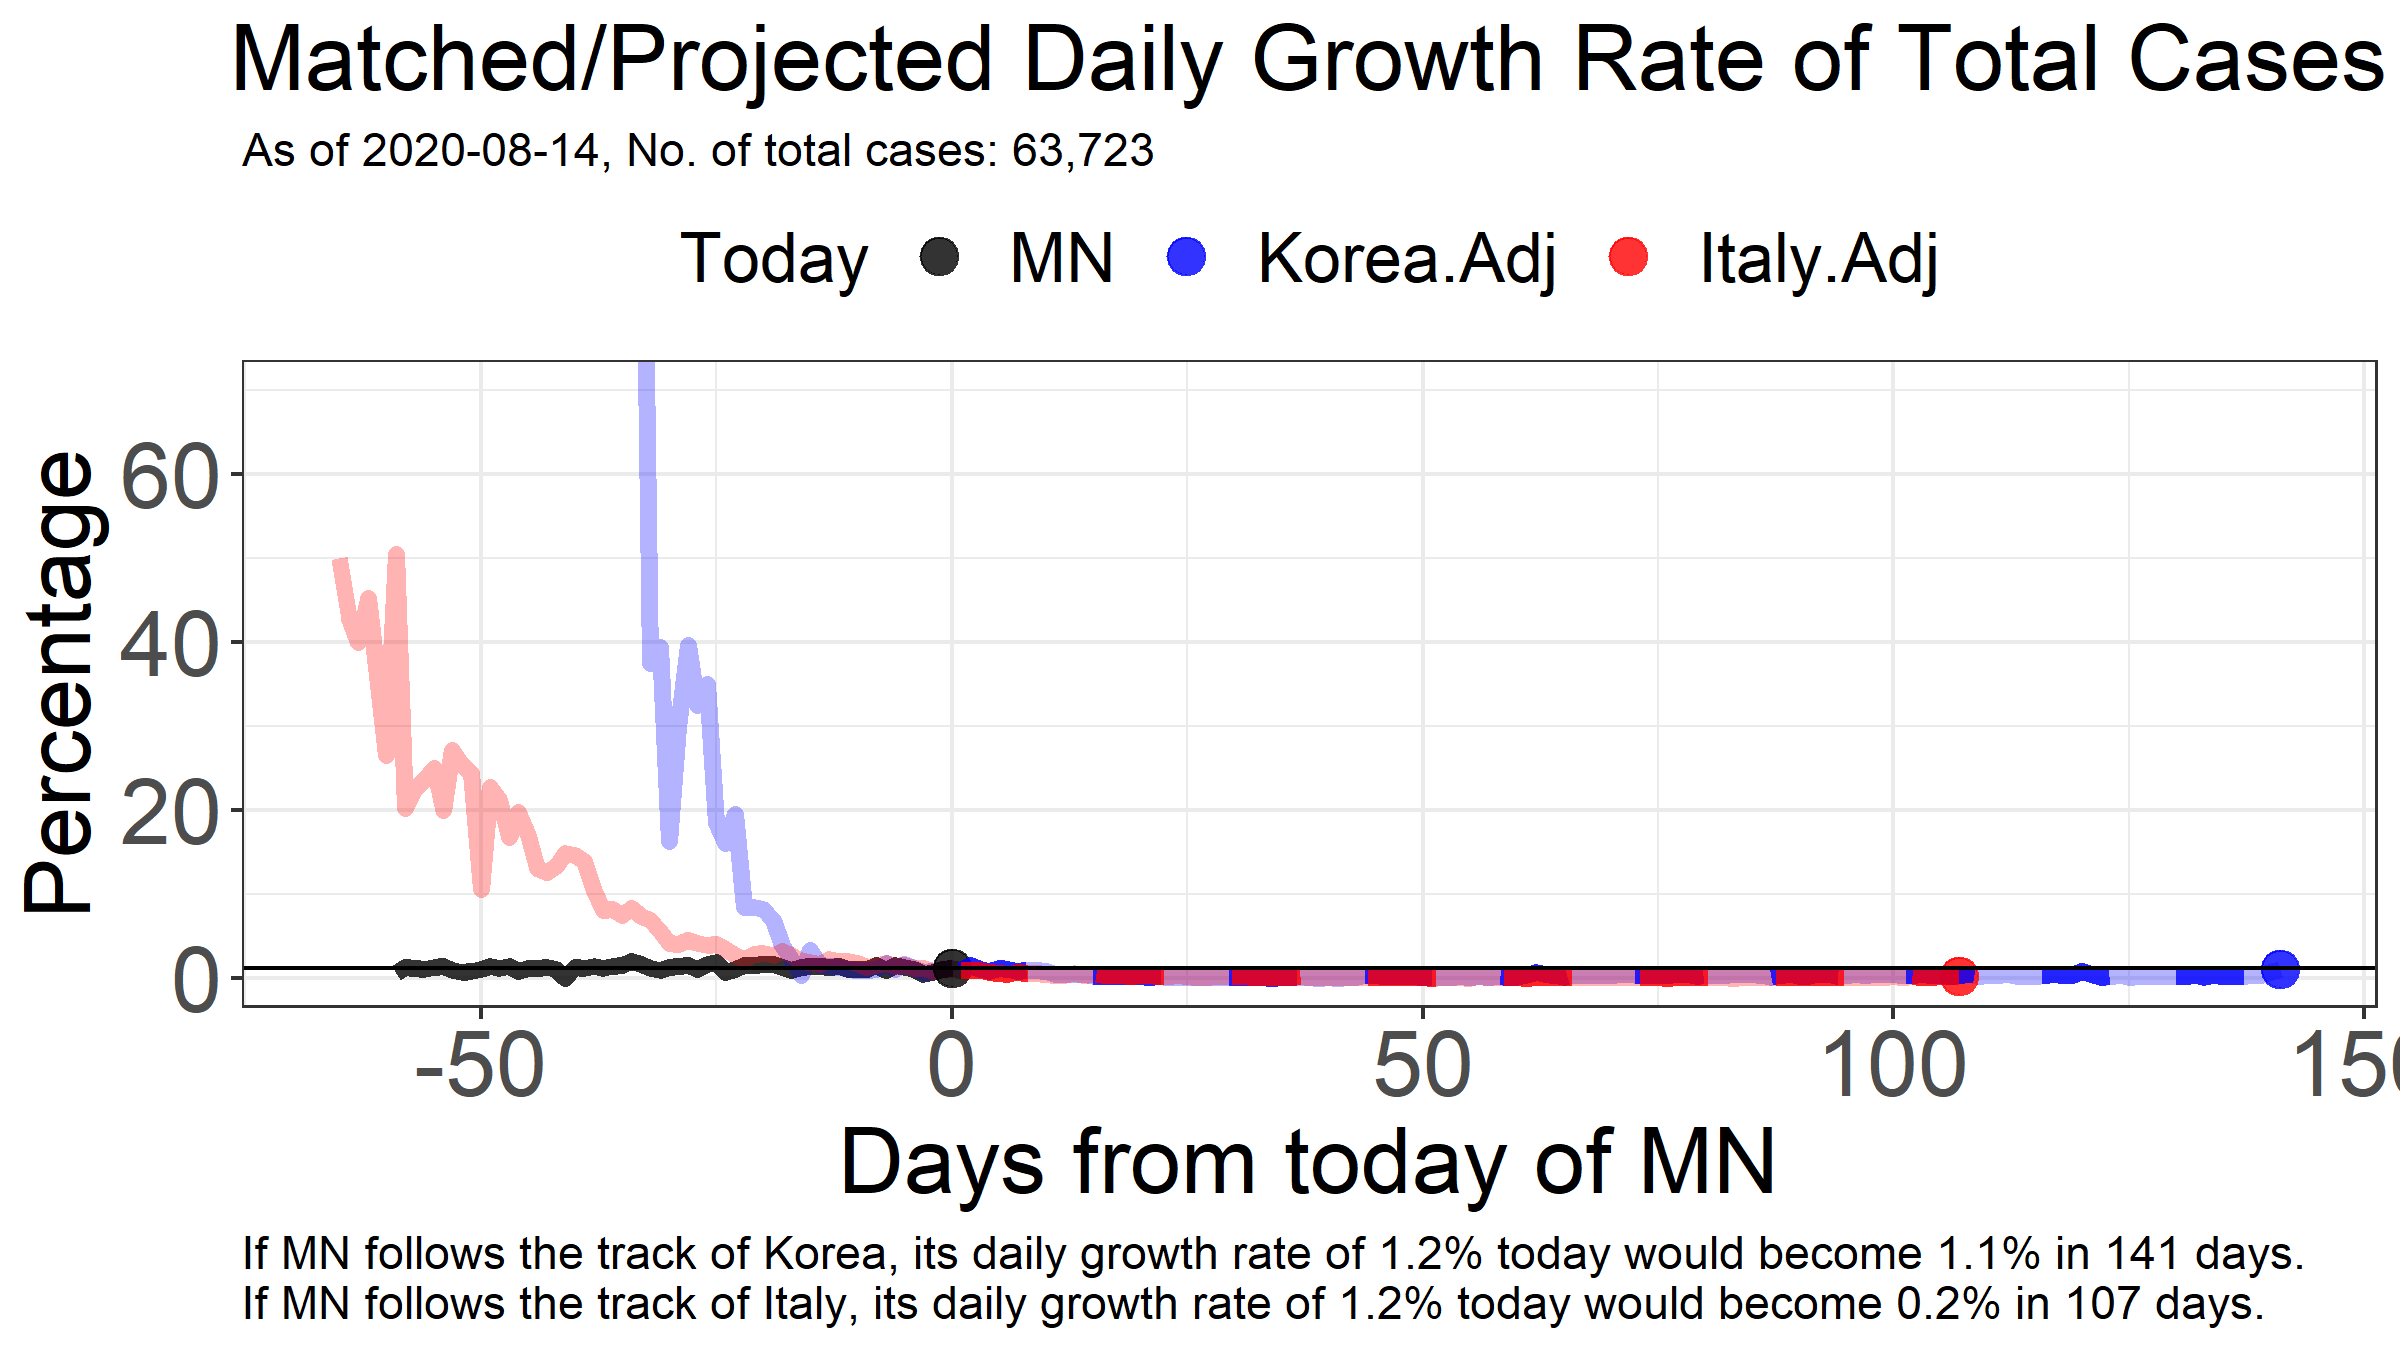 Matched/Projected Daily Growth Rate of Total Cases
As of 2020-08-14, No. of total cases: 63,723
Today MN Korea.Adj Italy.Adj
Percentage
60
40
20
0
-50 0 50 100 150
Days from today of MN
If MN follows the track of Korea, its daily growth rate of 1.2% today would become 1.1% in 141 days.
If MN follows the track of Italy, its daily growth rate of 1.2% today would become 0.2% in 107 days.